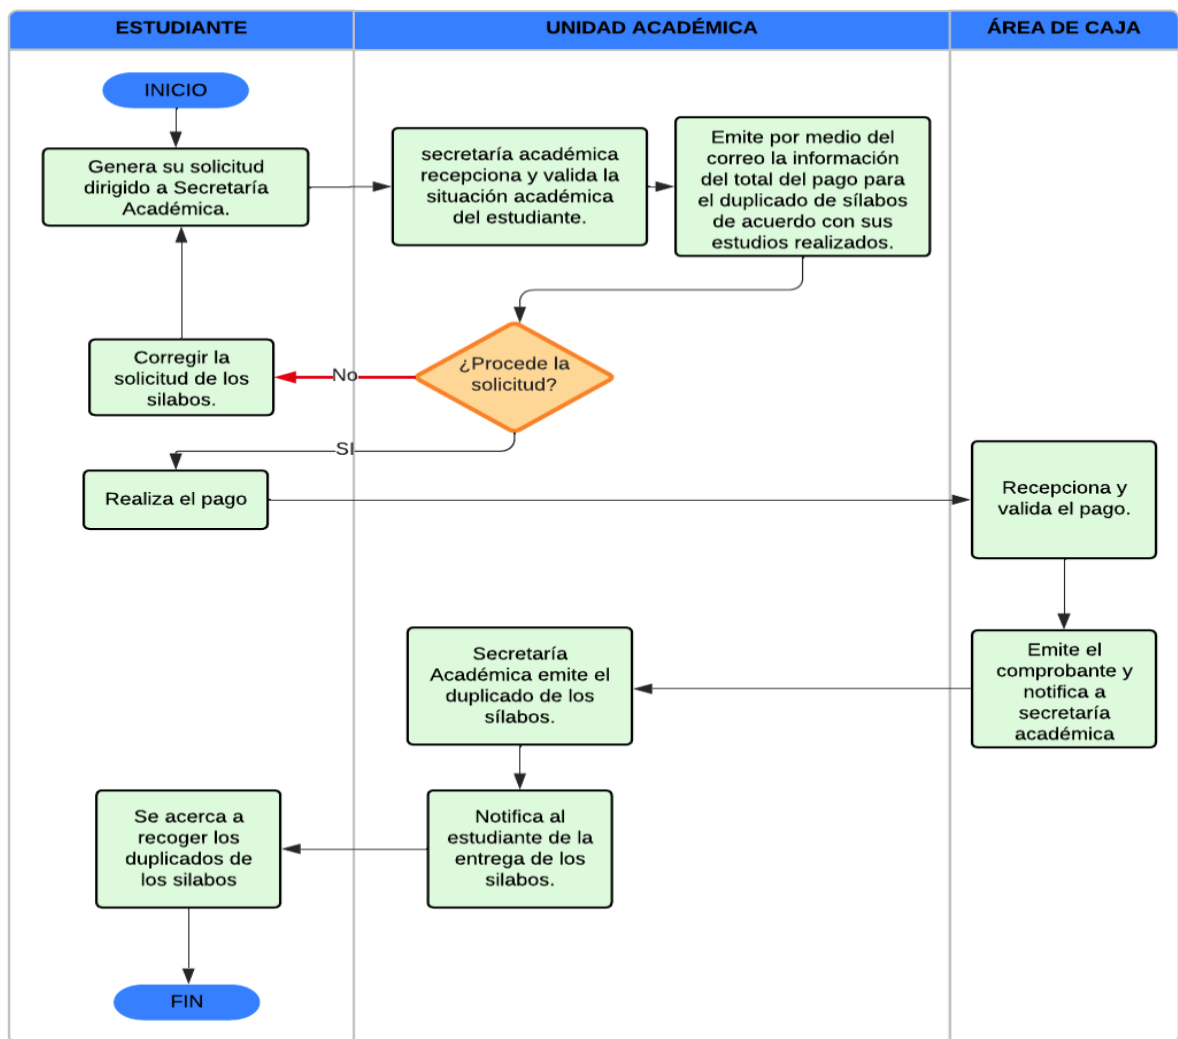 ESTUDIANTE
UNIDAD ACADÉMICA
ÁREA DE CAJA
INICIO
Genera su solicitud
dirigido a Secretaría
Académica.
secretaría académica
recepciona y valida la
situación académica
del estudiante.
Emite por medio del
correo la información
del total del pago para
el duplicado de sílabos
de acuerdo con sus
estudios realizados.
¿Procede la
solicitud?
No
Corregir la
solicitud de los
silabos.
SI
Realiza el pago
Recepciona y
valida el pago.
Emite el
comprobante y
notifica a
secretaría
académica
Secretaría
Académica emite el
duplicado de los
sílabos.
Notifica al
estudiante de la
entrega de los
silabos.
Se acerca a
recoger los
duplicados de
los silabos
FIN